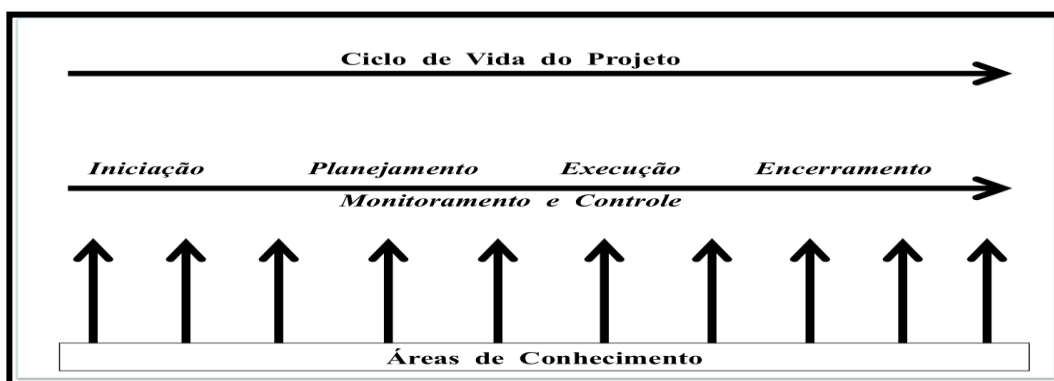 Ciclo de Vida do Projeto
Iniciação Planejamento Execução Encerramento
Monitoramento e Controle
Áreas de Conhecimento